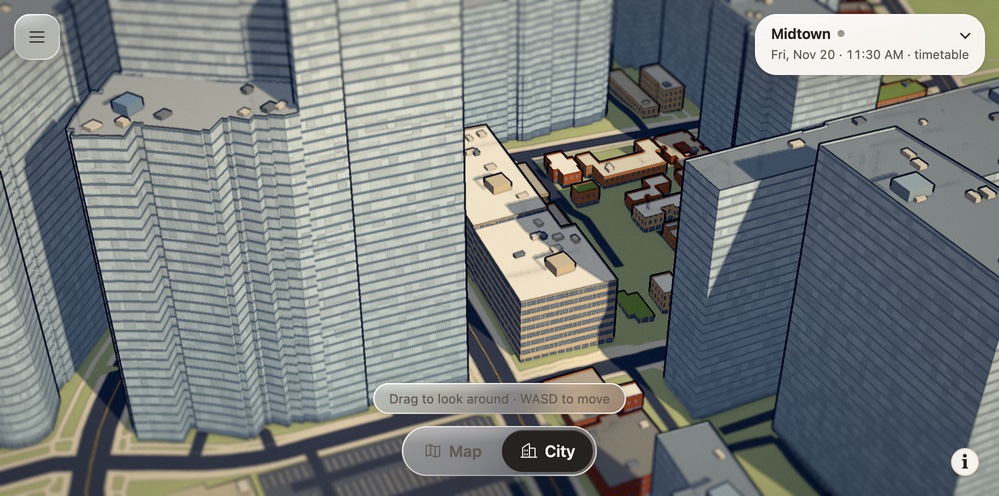 Midtown
Fri, Nov 20 · 11:30 AM · timetable
Drag to look around · WASD to move
Map
City
i